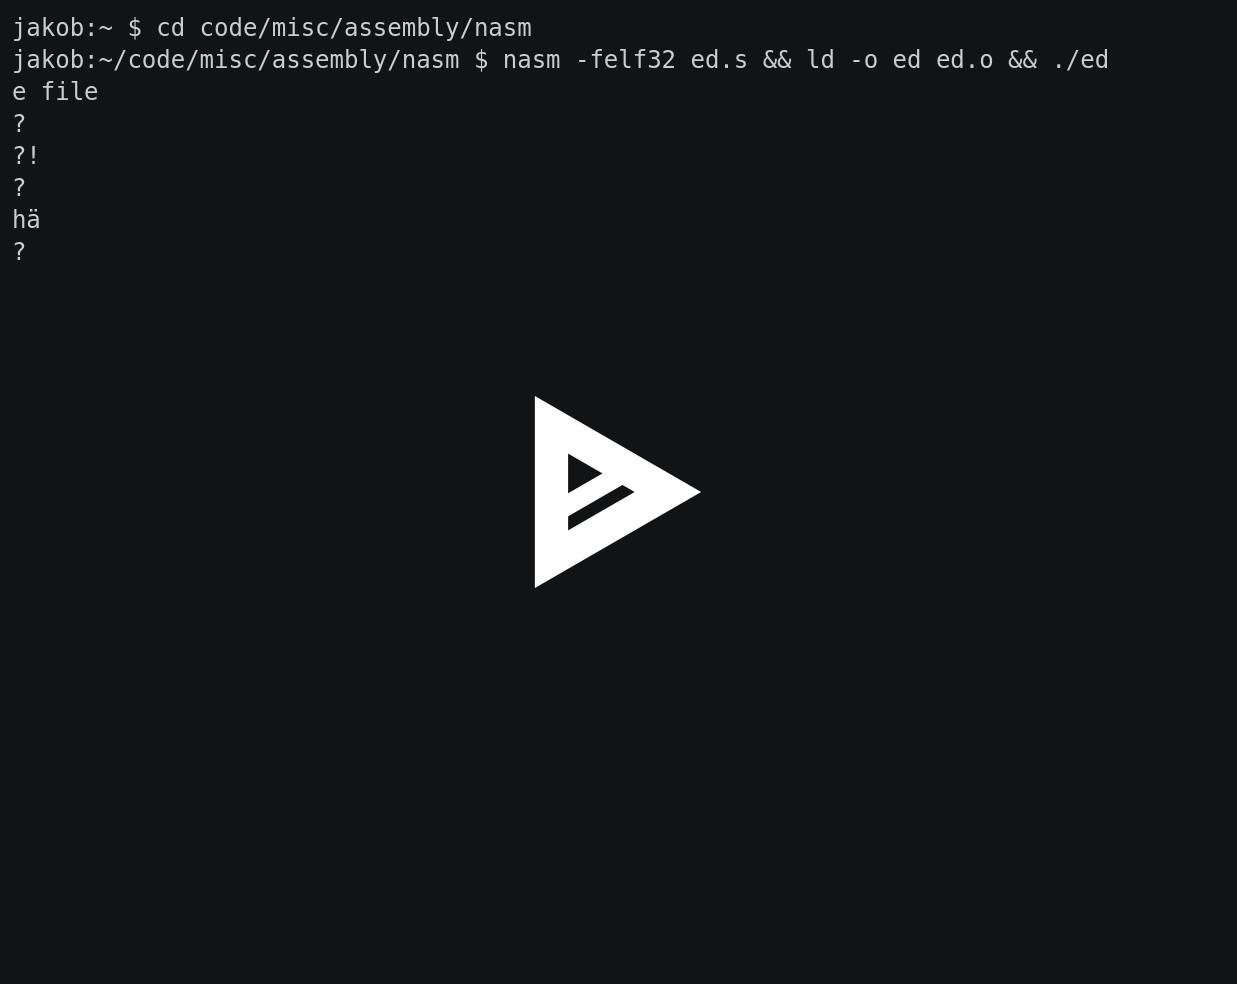 jakob:~ $ cd code/misc/assembly/nasm
jakob:~/code/misc/assembly/nasm $ nasm -felf32 ed.s && ld -o ed ed.o && ./ed
e file
?
?!
?
hä
?